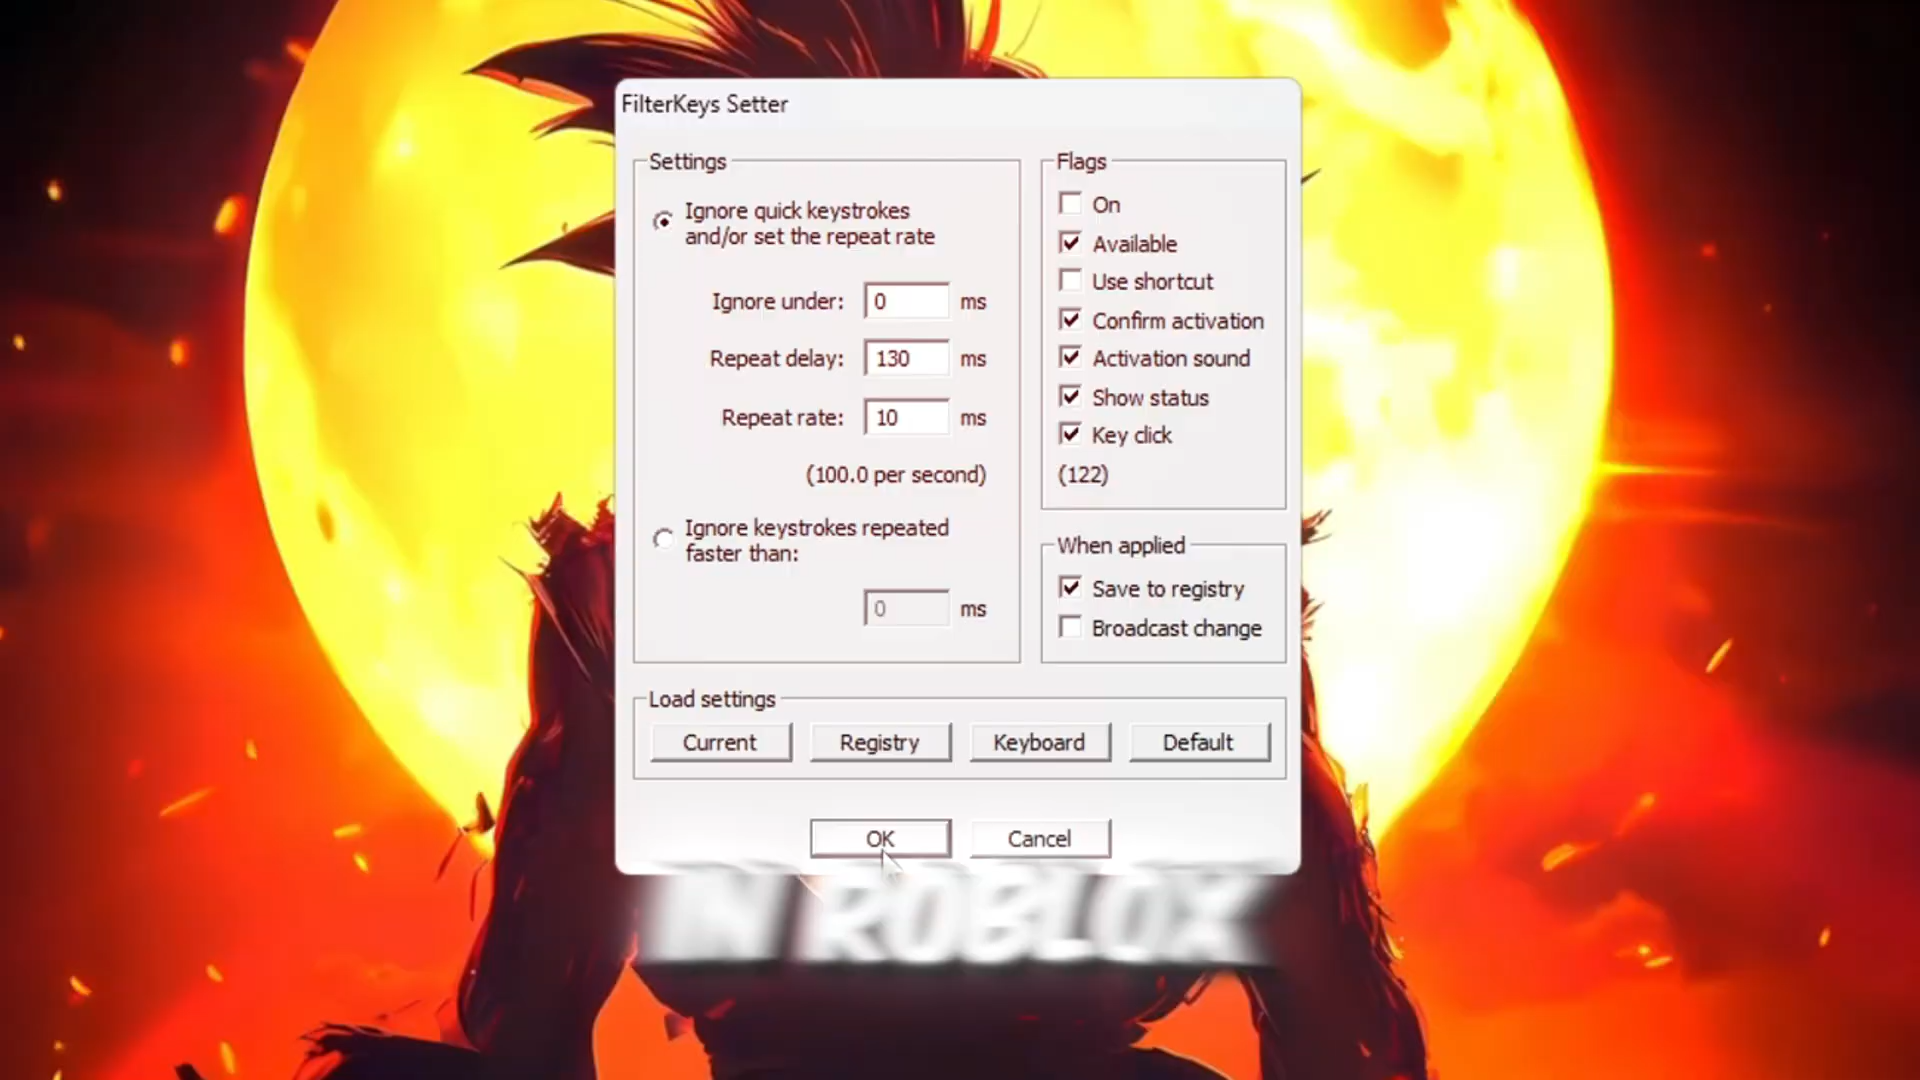 FilterKeys Setter
Settings
Ignore quick keystrokes
and/or set the repeat rate
Ignore under: 0 ms
Repeat delay: 130 ms
Repeat rate: 10 ms
(100.0 per second)
Ignore keystrokes repeated
faster than:
0 ms
Flags
On
Available
Use shortcut
Confirm activation
Activation sound
Show status
Key click
(122)
When applied
Save to registry
Broadcast change
Load settings
Current Registry Keyboard Default
OK Cancel
IN ROBLOX